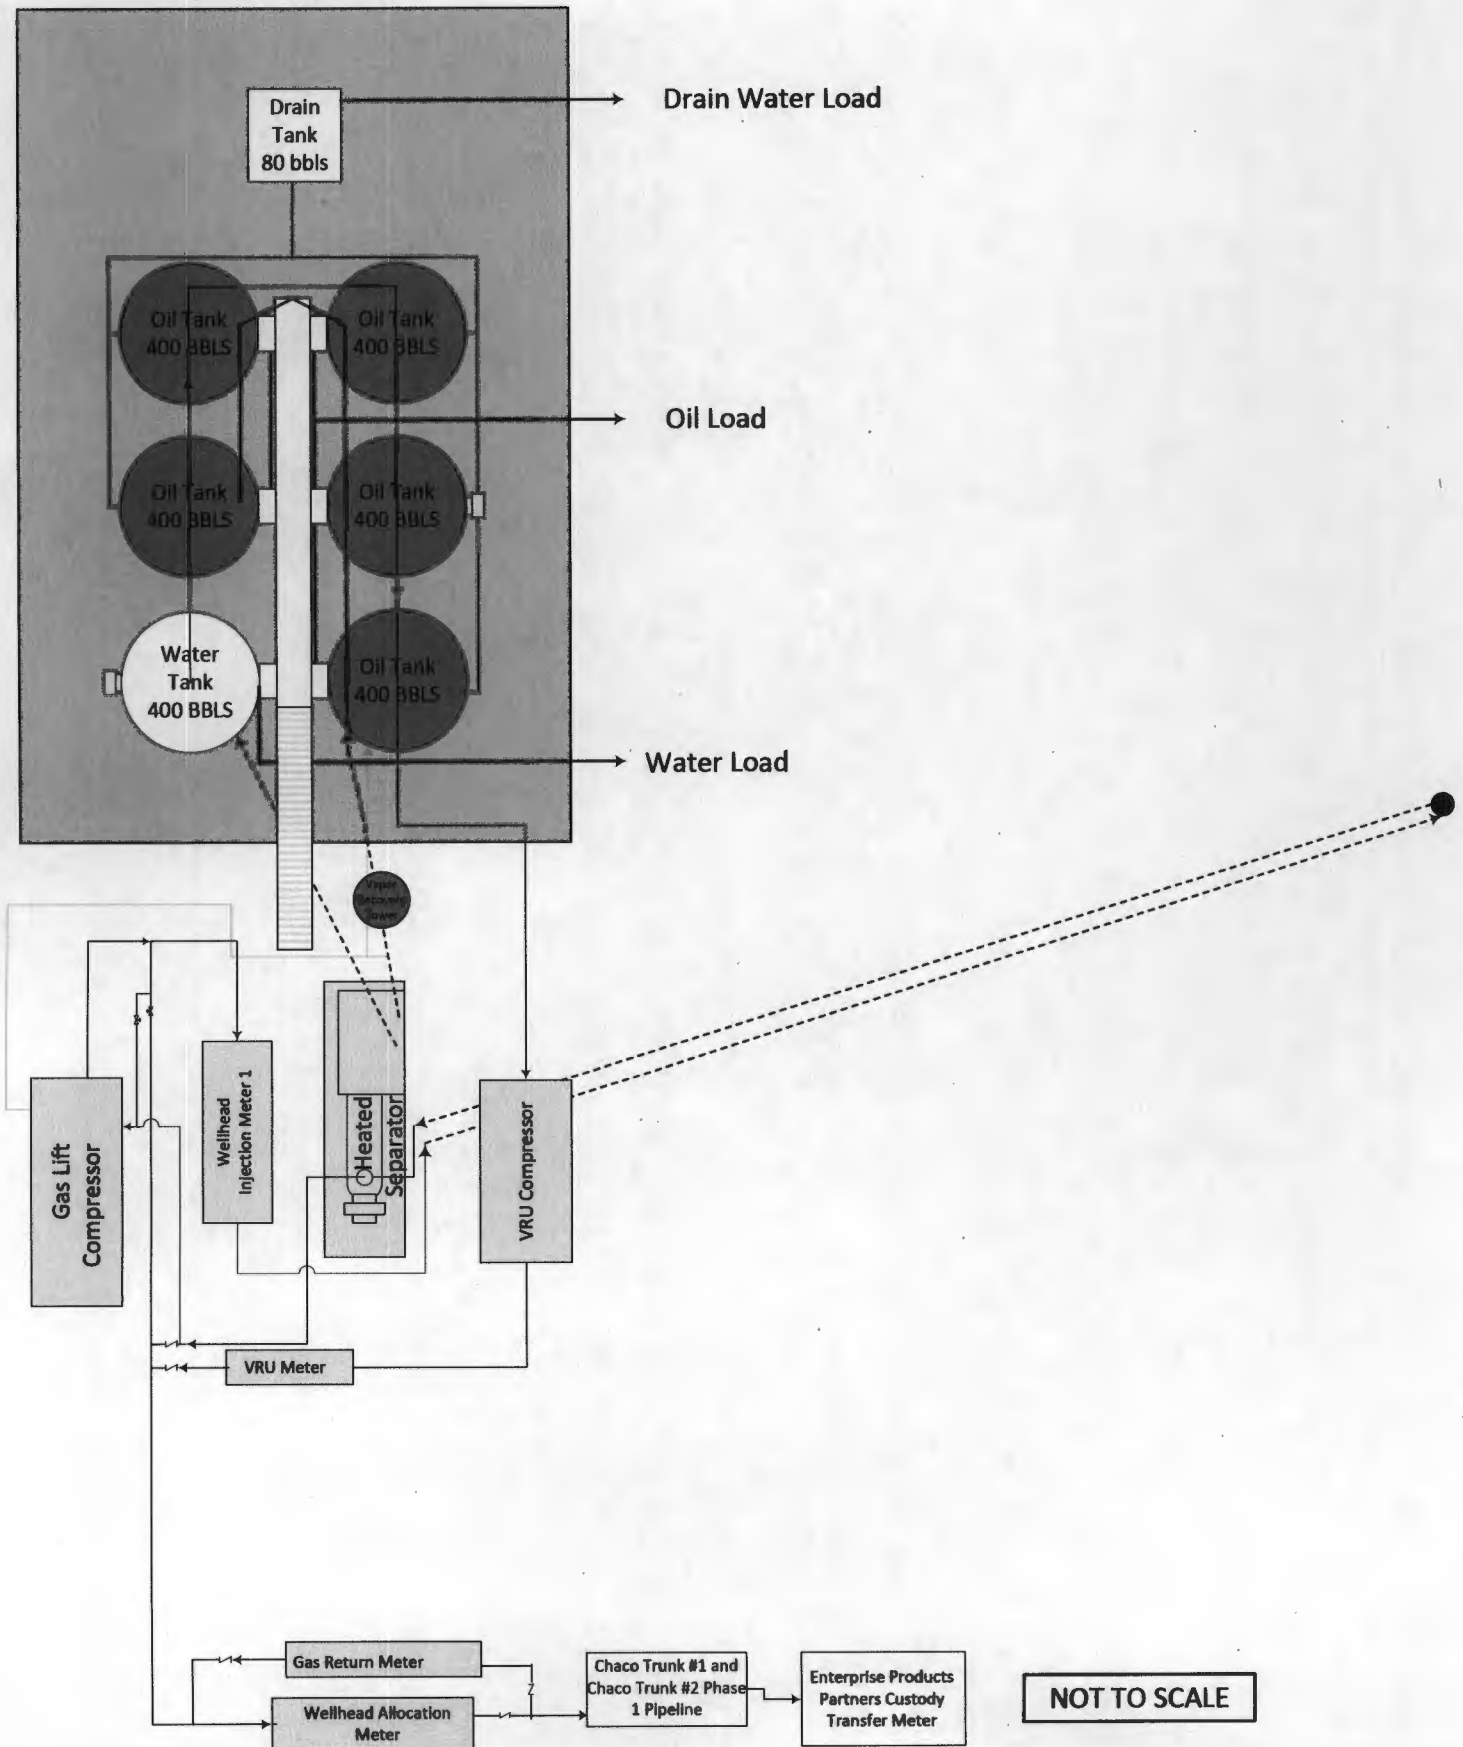 Drain
Tank
80 bbls
Drain Water Load
Oil Tank
400 BBLS
Oil Tank
400 BBLS
Oil Load
Oil Tank
400 BBLS
Oil Tank
400 BBLS
Water
Tank
400 BBLS
Oil Tank
400 BBLS
Water Load
Vapor
Recovery
Tower
Gas Lift
Compressor
Wellhead
Injection Meter 1
Heated
Separator
VRU Compressor
VRU Meter
Gas Return Meter
Wellhead Allocation
Meter
Chaco Trunk #1 and
Chaco Trunk #2 Phase
1 Pipeline
Enterprise Products
Partners Custody
Transfer Meter
NOT TO SCALE